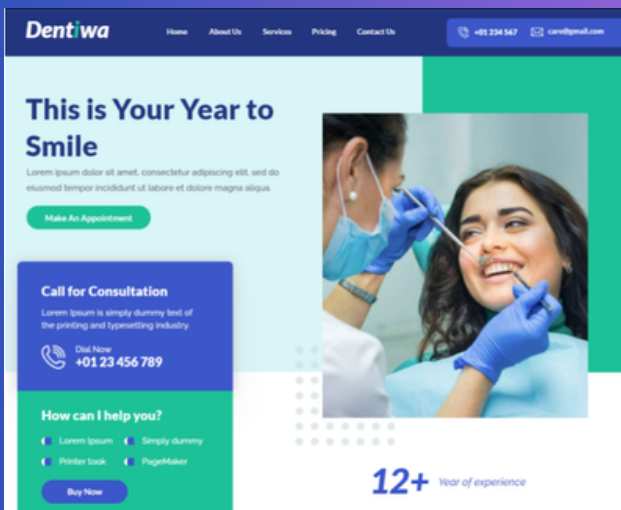 Dentiwa
Home About Us Services Pricing Contact Us
+01 234 567 care@gmail.com
This is Your Year to
Smile
Lorem ipsum dolor sit amet, consectetur adipiscing elit, sed do
eiusmod tempor incididunt ut labore et dolore magna aliqua.
Make An Appointment
Call for Consultation
Lorem Ipsum is simply dummy text of
the printing and typesetting industry.
Dial Now
+01 23 456 789
How can I help you?
Lorem Ipsum Simply dummy
Printer took PageMaker
Buy Now
12+ Year of experience